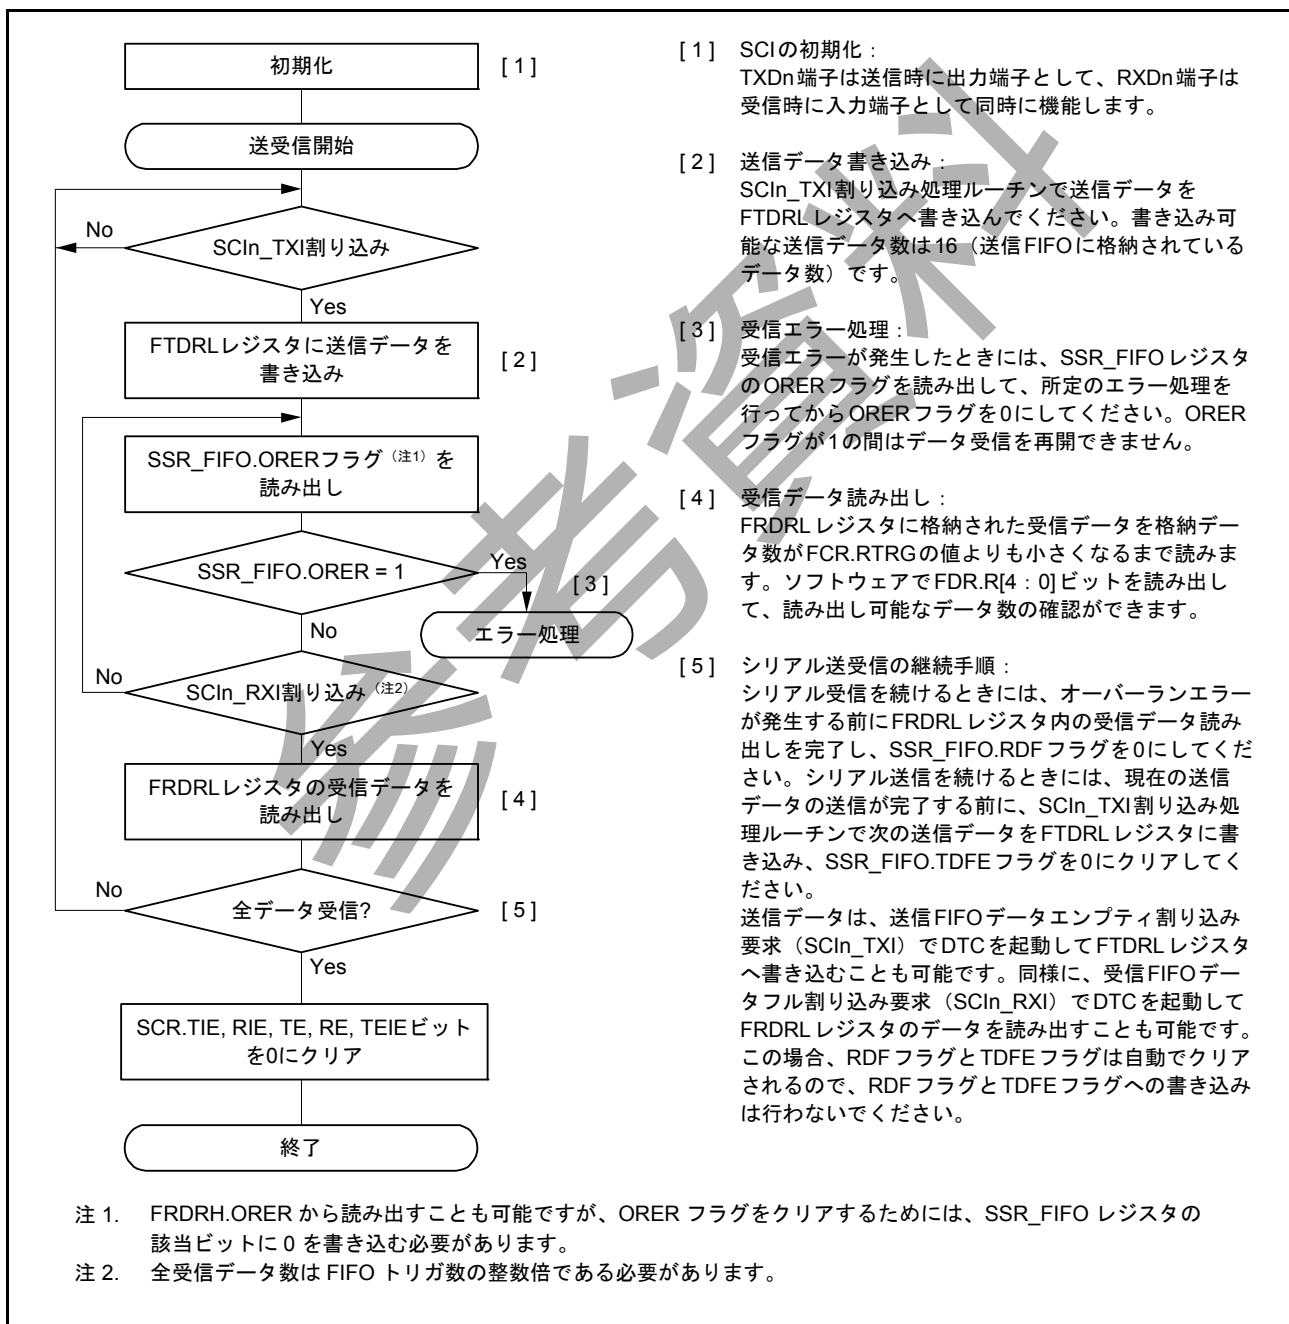 初期化
[ 1 ]
送受信開始
No
SCIn_TXI割り込み
Yes
FTDRLレジスタに送信データを
書き込み
[ 2 ]
SSR_FIFO.ORERフラグ（注1）を
読み出し
SSR_FIFO.ORER = 1
Yes
[ 3 ]
エラー処理
No
No
SCIn_RXI割り込み（注2）
Yes
FRDRLレジスタの受信データを
読み出し
[ 4 ]
No
全データ受信?
[ 5 ]
Yes
SCR.TIE, RIE, TE, RE, TEIEビット
を0にクリア
終了
[ 1 ] SCIの初期化：
TXDn端子は送信時に出力端子として、RXDn端子は
受信時に入力端子として同時に機能します。
[ 2 ] 送信データ書き込み：
SCIn_TXI割り込み処理ルーチンで送信データを
FTDRLレジスタへ書き込んでください。書き込み可
能な送信データ数は16（送信FIFOに格納されている
データ数）です。
[ 3 ] 受信エラー処理：
受信エラーが発生したときには、SSR_FIFOレジスタ
のORERフラグを読み出して、所定のエラー処理を
行ってからORERフラグを0にしてください。ORER
フラグが1の間はデータ受信を再開できません。
[ 4 ] 受信データ読み出し：
FRDRLレジスタに格納された受信データを格納デー
タ数がFCR.RTRGの値よりも小さくなるまで読みま
す。ソフトウェアでFDR.R[4：0]ビットを読み出し
て、読み出し可能なデータ数の確認ができます。
[ 5 ] シリアル送受信の継続手順：
シリアル受信を続けるときには、オーバーランエラー
が発生する前にFRDRLレジスタ内の受信データ読み
出しを完了し、SSR_FIFO.RDFフラグを0にしてくだ
さい。シリアル送信を続けるときには、現在の送信
データの送信が完了する前に、SCIn_TXI割り込み処
理ルーチンで次の送信データをFTDRLレジスタに書
き込み、SSR_FIFO.TDFEフラグを0にクリアしてく
ださい。
送信データは、送信FIFOデータエンプティ割り込み
要求（SCIn_TXI）でDTCを起動してFTDRLレジスタ
へ書き込むことも可能です。同様に、受信FIFOデー
タフル割り込み要求（SCIn_RXI）でDTCを起動して
FRDRLレジスタのデータを読み出すことも可能です。
この場合、RDFフラグとTDFEフラグは自動でクリア
されるので、RDFフラグとTDFEフラグへの書き込み
は行わないでください。
注 1. FRDRH.ORER から読み出すことも可能ですが、ORER フラグをクリアするためには、SSR_FIFO レジスタの
該当ビットに 0 を書き込む必要があります。
注 2. 全受信データ数は FIFO トリガ数の整数倍である必要があります。
参考資料